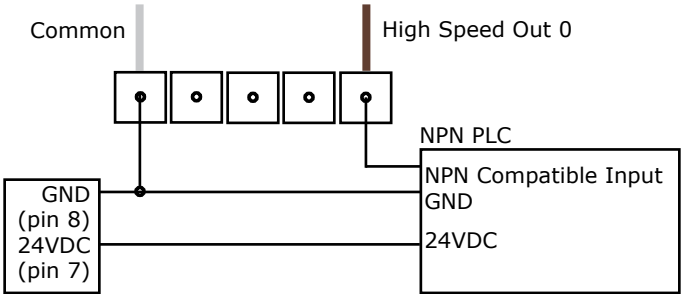 Common
High Speed Out 0
NPN PLC
NPN Compatible Input
GND
24VDC
GND
(pin 8)
24VDC
(pin 7)